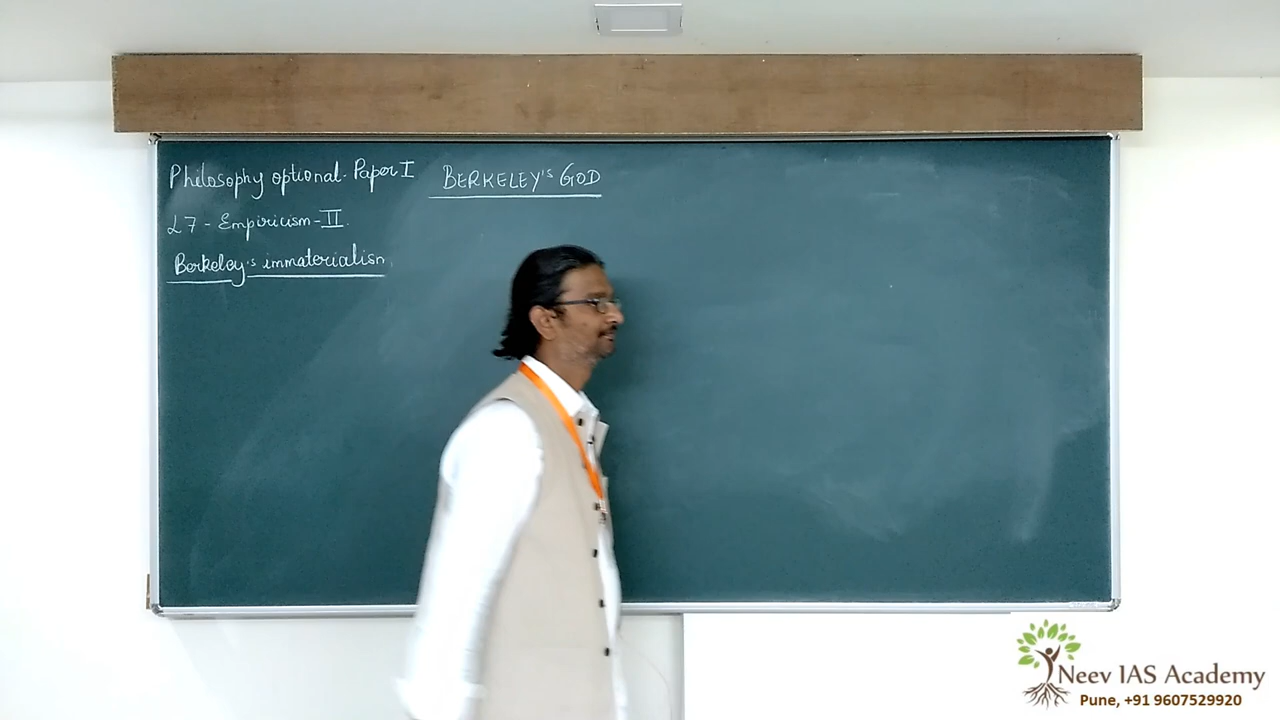 Philosophy optional - Paper I
L7 - Empiricism - II.
Berkeley's immaterialism
BERKELEY'S GOD
Neev IAS Academy
Pune, +91 9607529920